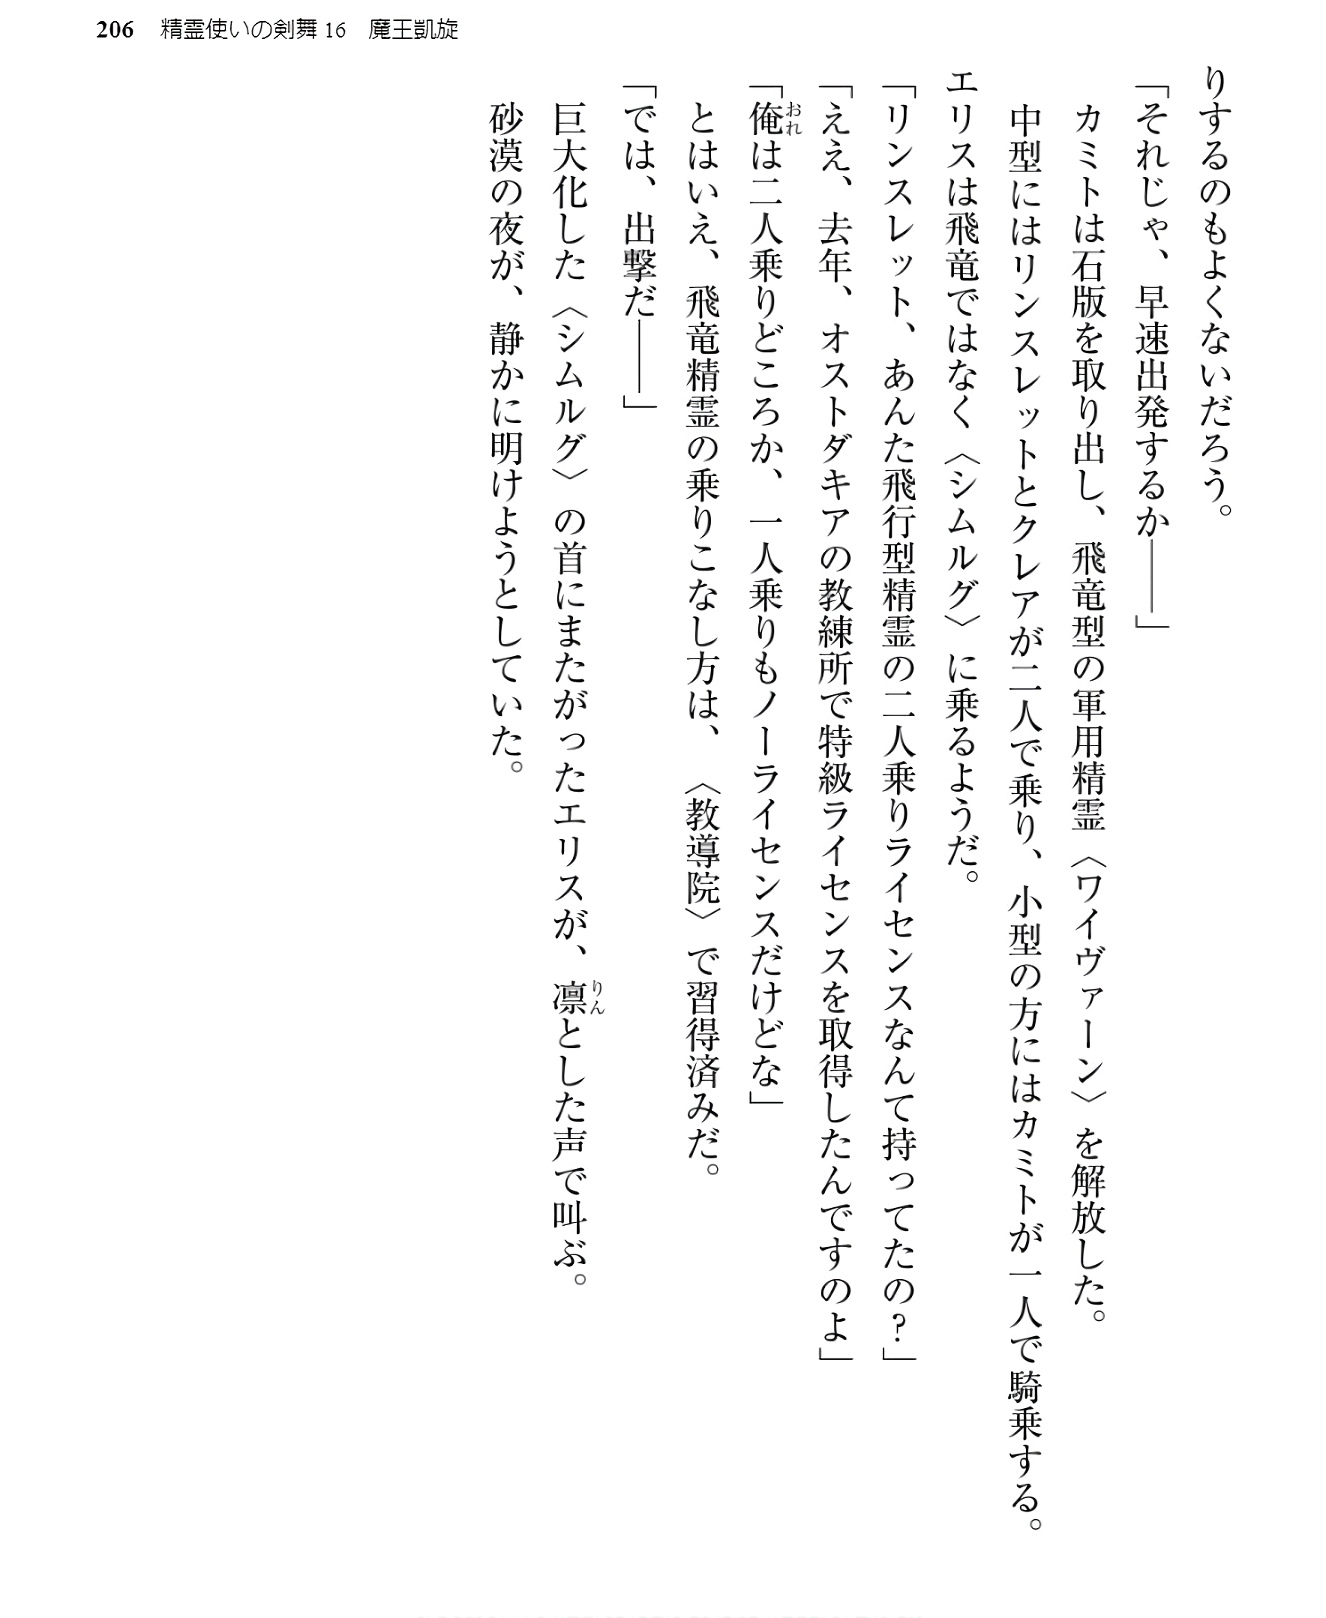 206 精霊使いの剣舞16 魔王凱旋
りするのもよくないだろう。
「それじゃ、早速出発するか――」
カミトは石版を取り出し、飛竜型の軍用精霊〈ワイヴァーン〉を解放した。
中型にはリンスレットとクレアが二人で乗り、小型の方にはカミトが一人で騎乗する。
エリスは飛竜ではなく〈シムルグ〉に乗るようだ。
「リンスレット、あんた飛行型精霊の二人乗りライセンスなんて持ってたの?」
「ええ、去年、オストダキアの教練所で特級ライセンスを取得したんですのよ」
「俺は二人乗りどころか、一人乗りもノーライセンスだけどな」
とはいえ、飛竜精霊の乗りこなし方は、〈教導院〉で習得済みだ。
「では、出撃だ――」
巨大化した〈シムルグ〉の首にまたがったエリスが、凛とした声で叫ぶ。
砂漠の夜が、静かに明けようとしていた。